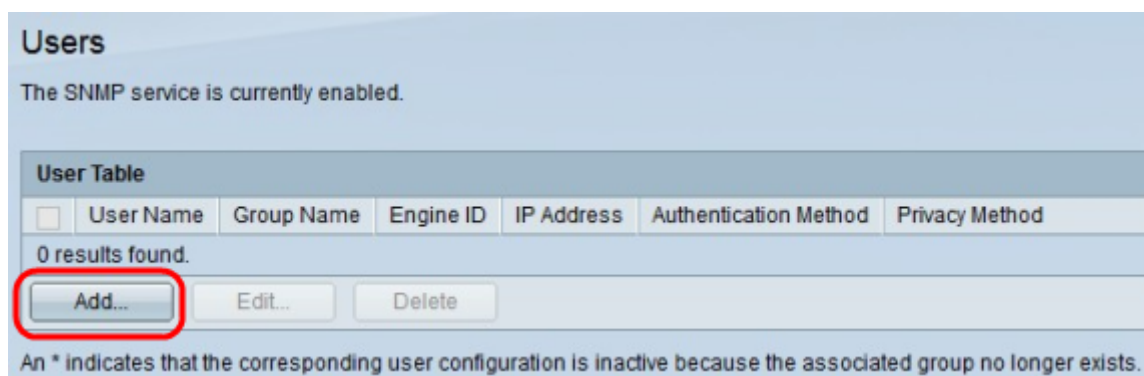 Users
The SNMP service is currently enabled.
User Table
User Name Group Name Engine ID IP Address Authentication Method Privacy Method
0 results found.
Add... Edit... Delete
An * indicates that the corresponding user configuration is inactive because the associated group no longer exists.